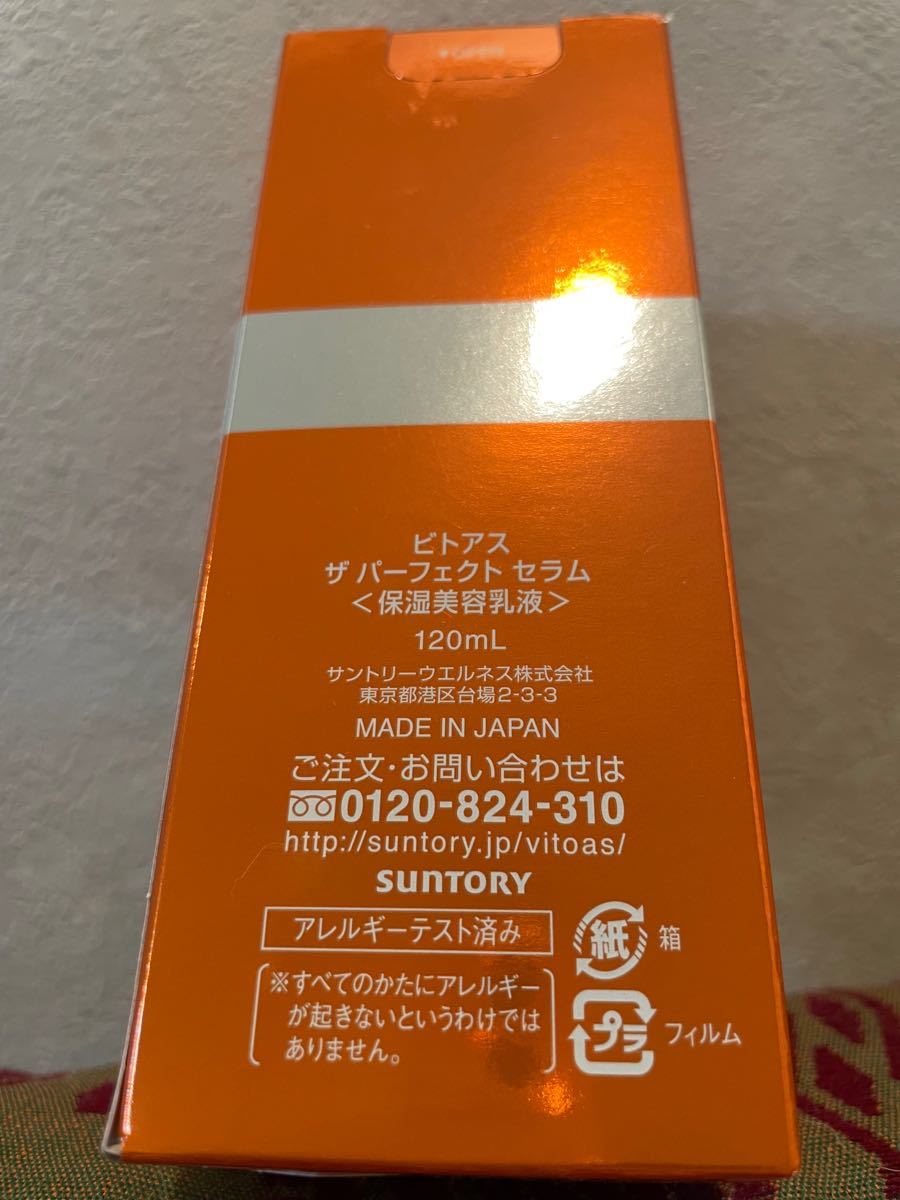 ビトアス
ザ パーフェクト セラム
<保湿美容乳液>
120mL
サントリーウエルネス株式会社
東京都港区台場2-3-3
MADE IN JAPAN
ご注文・お問い合わせは
0120-824-310
http://suntory.jp/vitoas/
SUNTORY
アレルギーテスト済み
※すべてのかたにアレルギー
が起きないというわけでは
ありません。
紙 箱
プラ フィルム